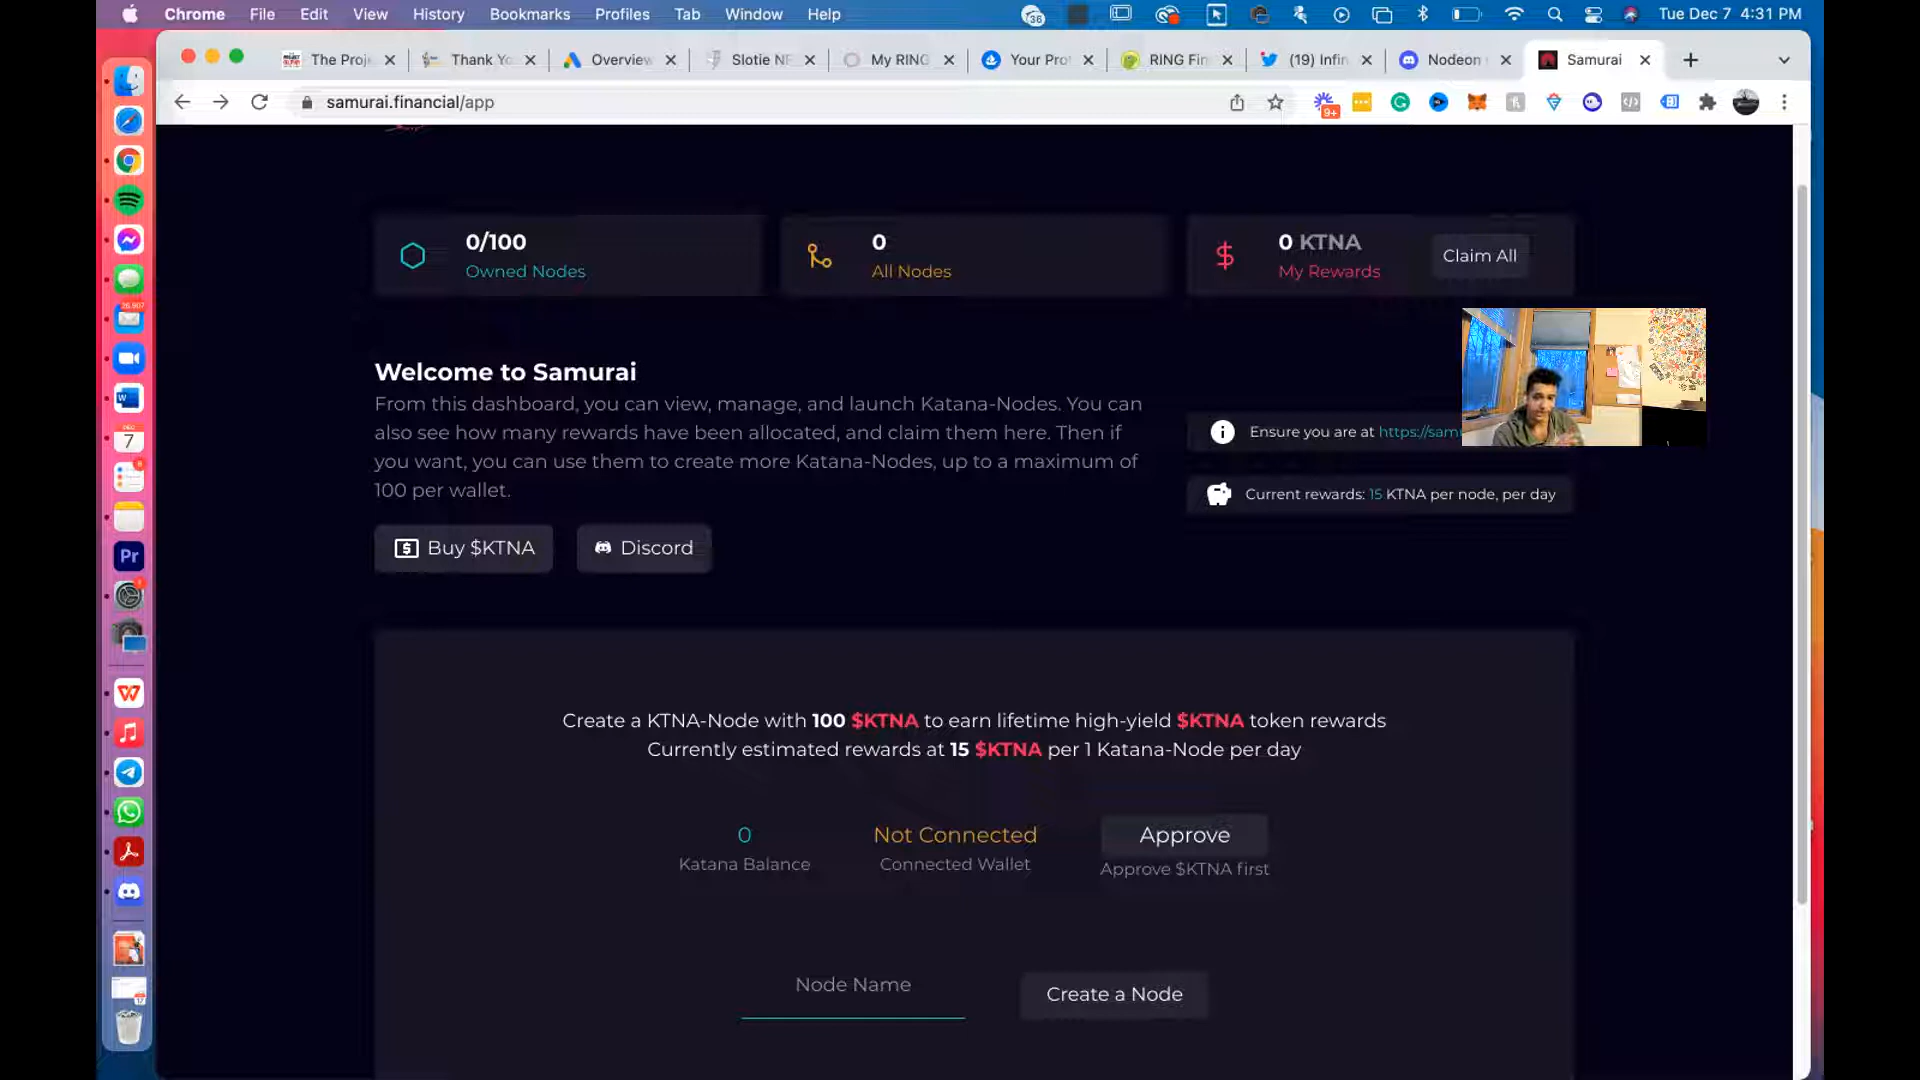 Chrome File Edit View History Bookmarks Profiles Tab Window Help
36
Tue Dec 7 4:31 PM
The Proj
Thank Yo
Overview
Slotie NF
My RING
Your Pro
RING Fin
(19) Infin
Nodeon
Samurai
samurai.financial/app
9+
0/100
Owned Nodes
0
All Nodes
0 KTNA
My Rewards
Claim All
Welcome to Samurai
From this dashboard, you can view, manage, and launch Katana-Nodes. You can
also see how many rewards have been allocated, and claim them here. Then if
you want, you can use them to create more Katana-Nodes, up to a maximum of
100 per wallet.
Ensure you are at https://sam
Current rewards: 15 KTNA per node, per day
Buy $KTNA
Discord
Create a KTNA-Node with 100 $KTNA to earn lifetime high-yield $KTNA token rewards
Currently estimated rewards at 15 $KTNA per 1 Katana-Node per day
0
Katana Balance
Not Connected
Connected Wallet
Approve
Approve $KTNA first
Node Name
Create a Node
7
Pr
W